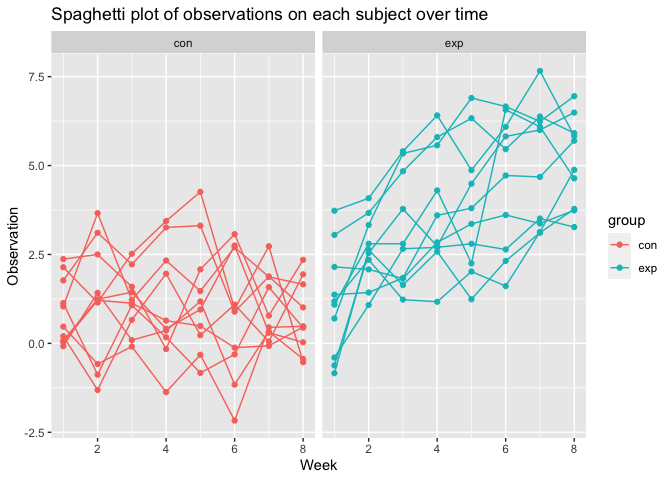 Spaghetti plot of observations on each subject over time
con
exp
7.5
5.0
2.5
0.0
-2.5
Observation
2
4
6
8
2
4
6
8
Week
group
con
exp